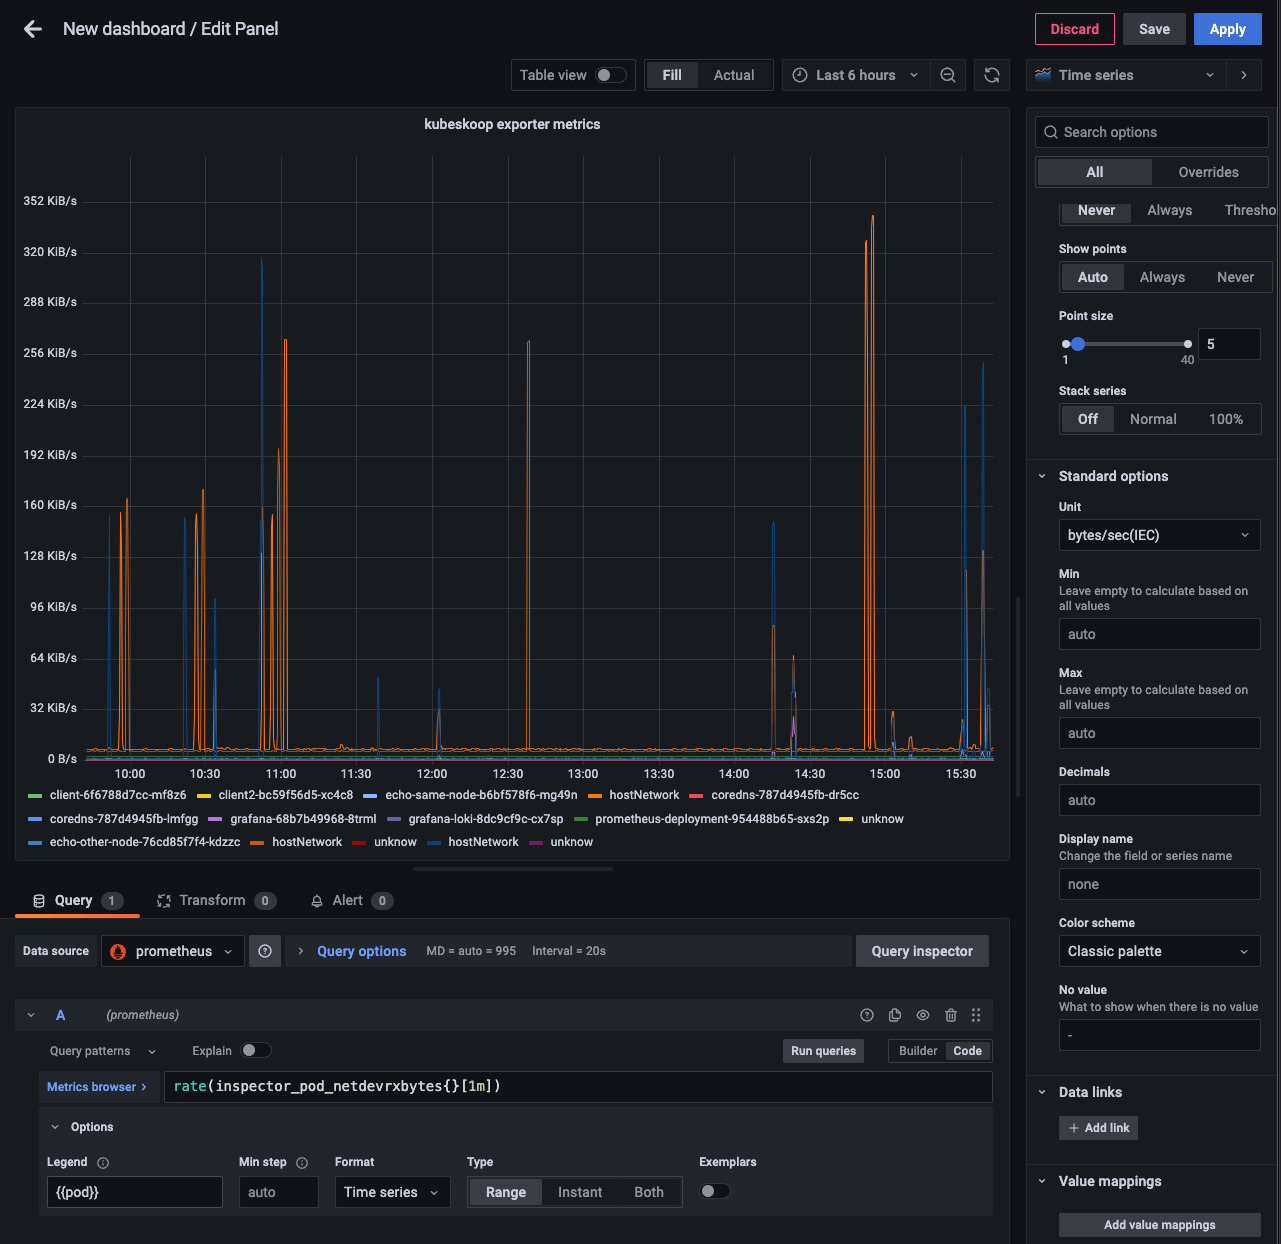 New dashboard / Edit Panel
Discard
Save
Apply
Table view
Fill
Actual
Last 6 hours
Time series
kubeskoop exporter metrics
352 KiB/s
320 KiB/s
288 KiB/s
256 KiB/s
224 KiB/s
192 KiB/s
160 KiB/s
128 KiB/s
96 KiB/s
64 KiB/s
32 KiB/s
0 B/s
10:00
10:30
11:00
11:30
12:00
12:30
13:00
13:30
14:00
14:30
15:00
15:30
client-6f6788d7cc-mf8z6
client2-bc59f56d5-xc4c8
echo-same-node-b6bf578f6-mg49n
hostNetwork
coredns-787d4945fb-dr5cc
coredns-787d4945fb-lmfgg
grafana-68b7b49968-8trml
grafana-loki-8dc9cf9c-cx7sp
prometheus-deployment-954488b65-sxs2p
unknow
echo-other-node-76cd85f7f4-kdzzc
hostNetwork
unknow
hostNetwork
unknow
Query
1
Transform
0
Alert
0
Data source
prometheus
Query options
MD = auto = 995
Interval = 20s
Query inspector
A
(prometheus)
Query patterns
Explain
Run queries
Builder
Code
Metrics browser >
rate(inspector_pod_netdevrxbytes{}[1m])
Options
Legend
{{pod}}
Min step
auto
Format
Time series
Type
Range
Instant
Both
Exemplars
Search options
All
Overrides
Never
Always
Thresho
Show points
Auto
Always
Never
Point size
1
40
5
Stack series
Off
Normal
100%
Standard options
Unit
bytes/sec(IEC)
Min
Leave empty to calculate based on
all values
auto
Max
Leave empty to calculate based on
all values
auto
Decimals
auto
Display name
Change the field or series name
none
Color scheme
Classic palette
No value
What to show when there is no value
-
Data links
+ Add link
Value mappings
Add value mappings